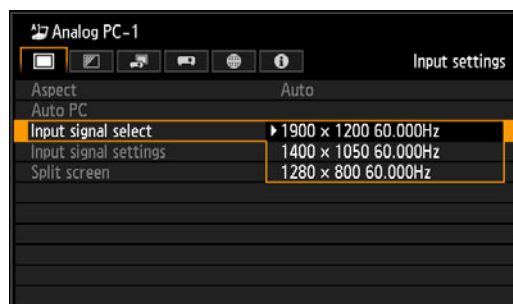 Analog PC-1
Input settings
Aspect Auto
Auto PC
Input signal select 1900 × 1200 60.000Hz
1400 × 1050 60.000Hz
Input signal settings
1280 × 800 60.000Hz
Split screen